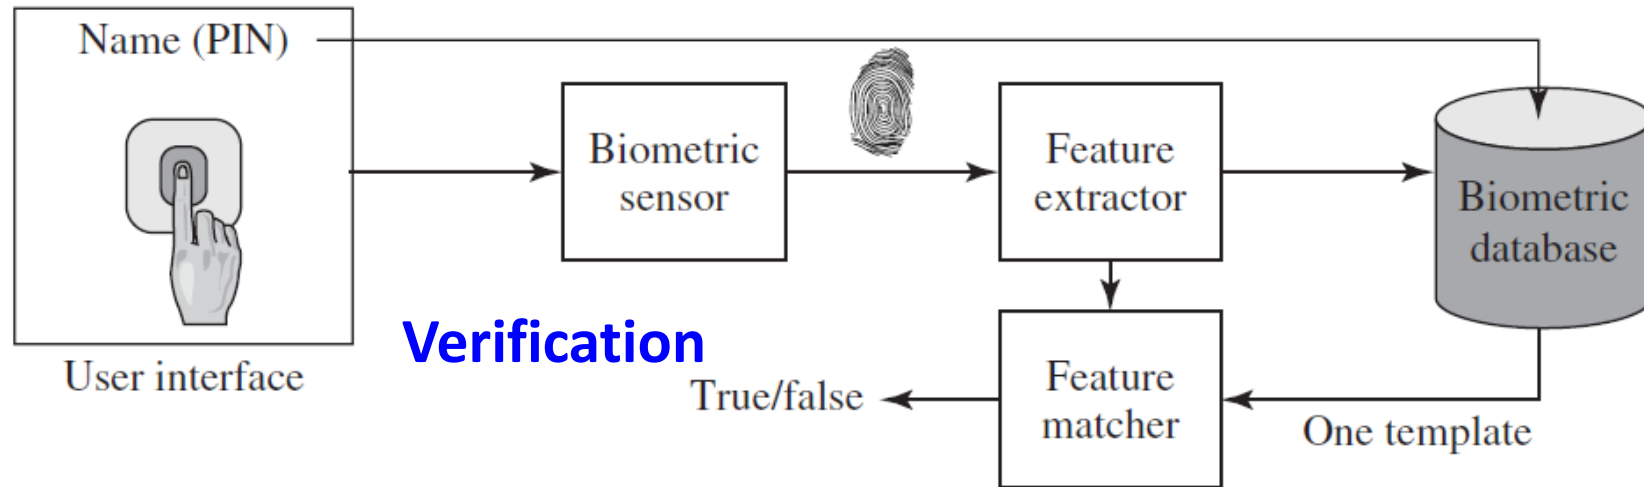 Name (PIN)
Biometric
sensor
Feature
extractor
Biometric
database
Verification
User interface
True/false
Feature
matcher
One template